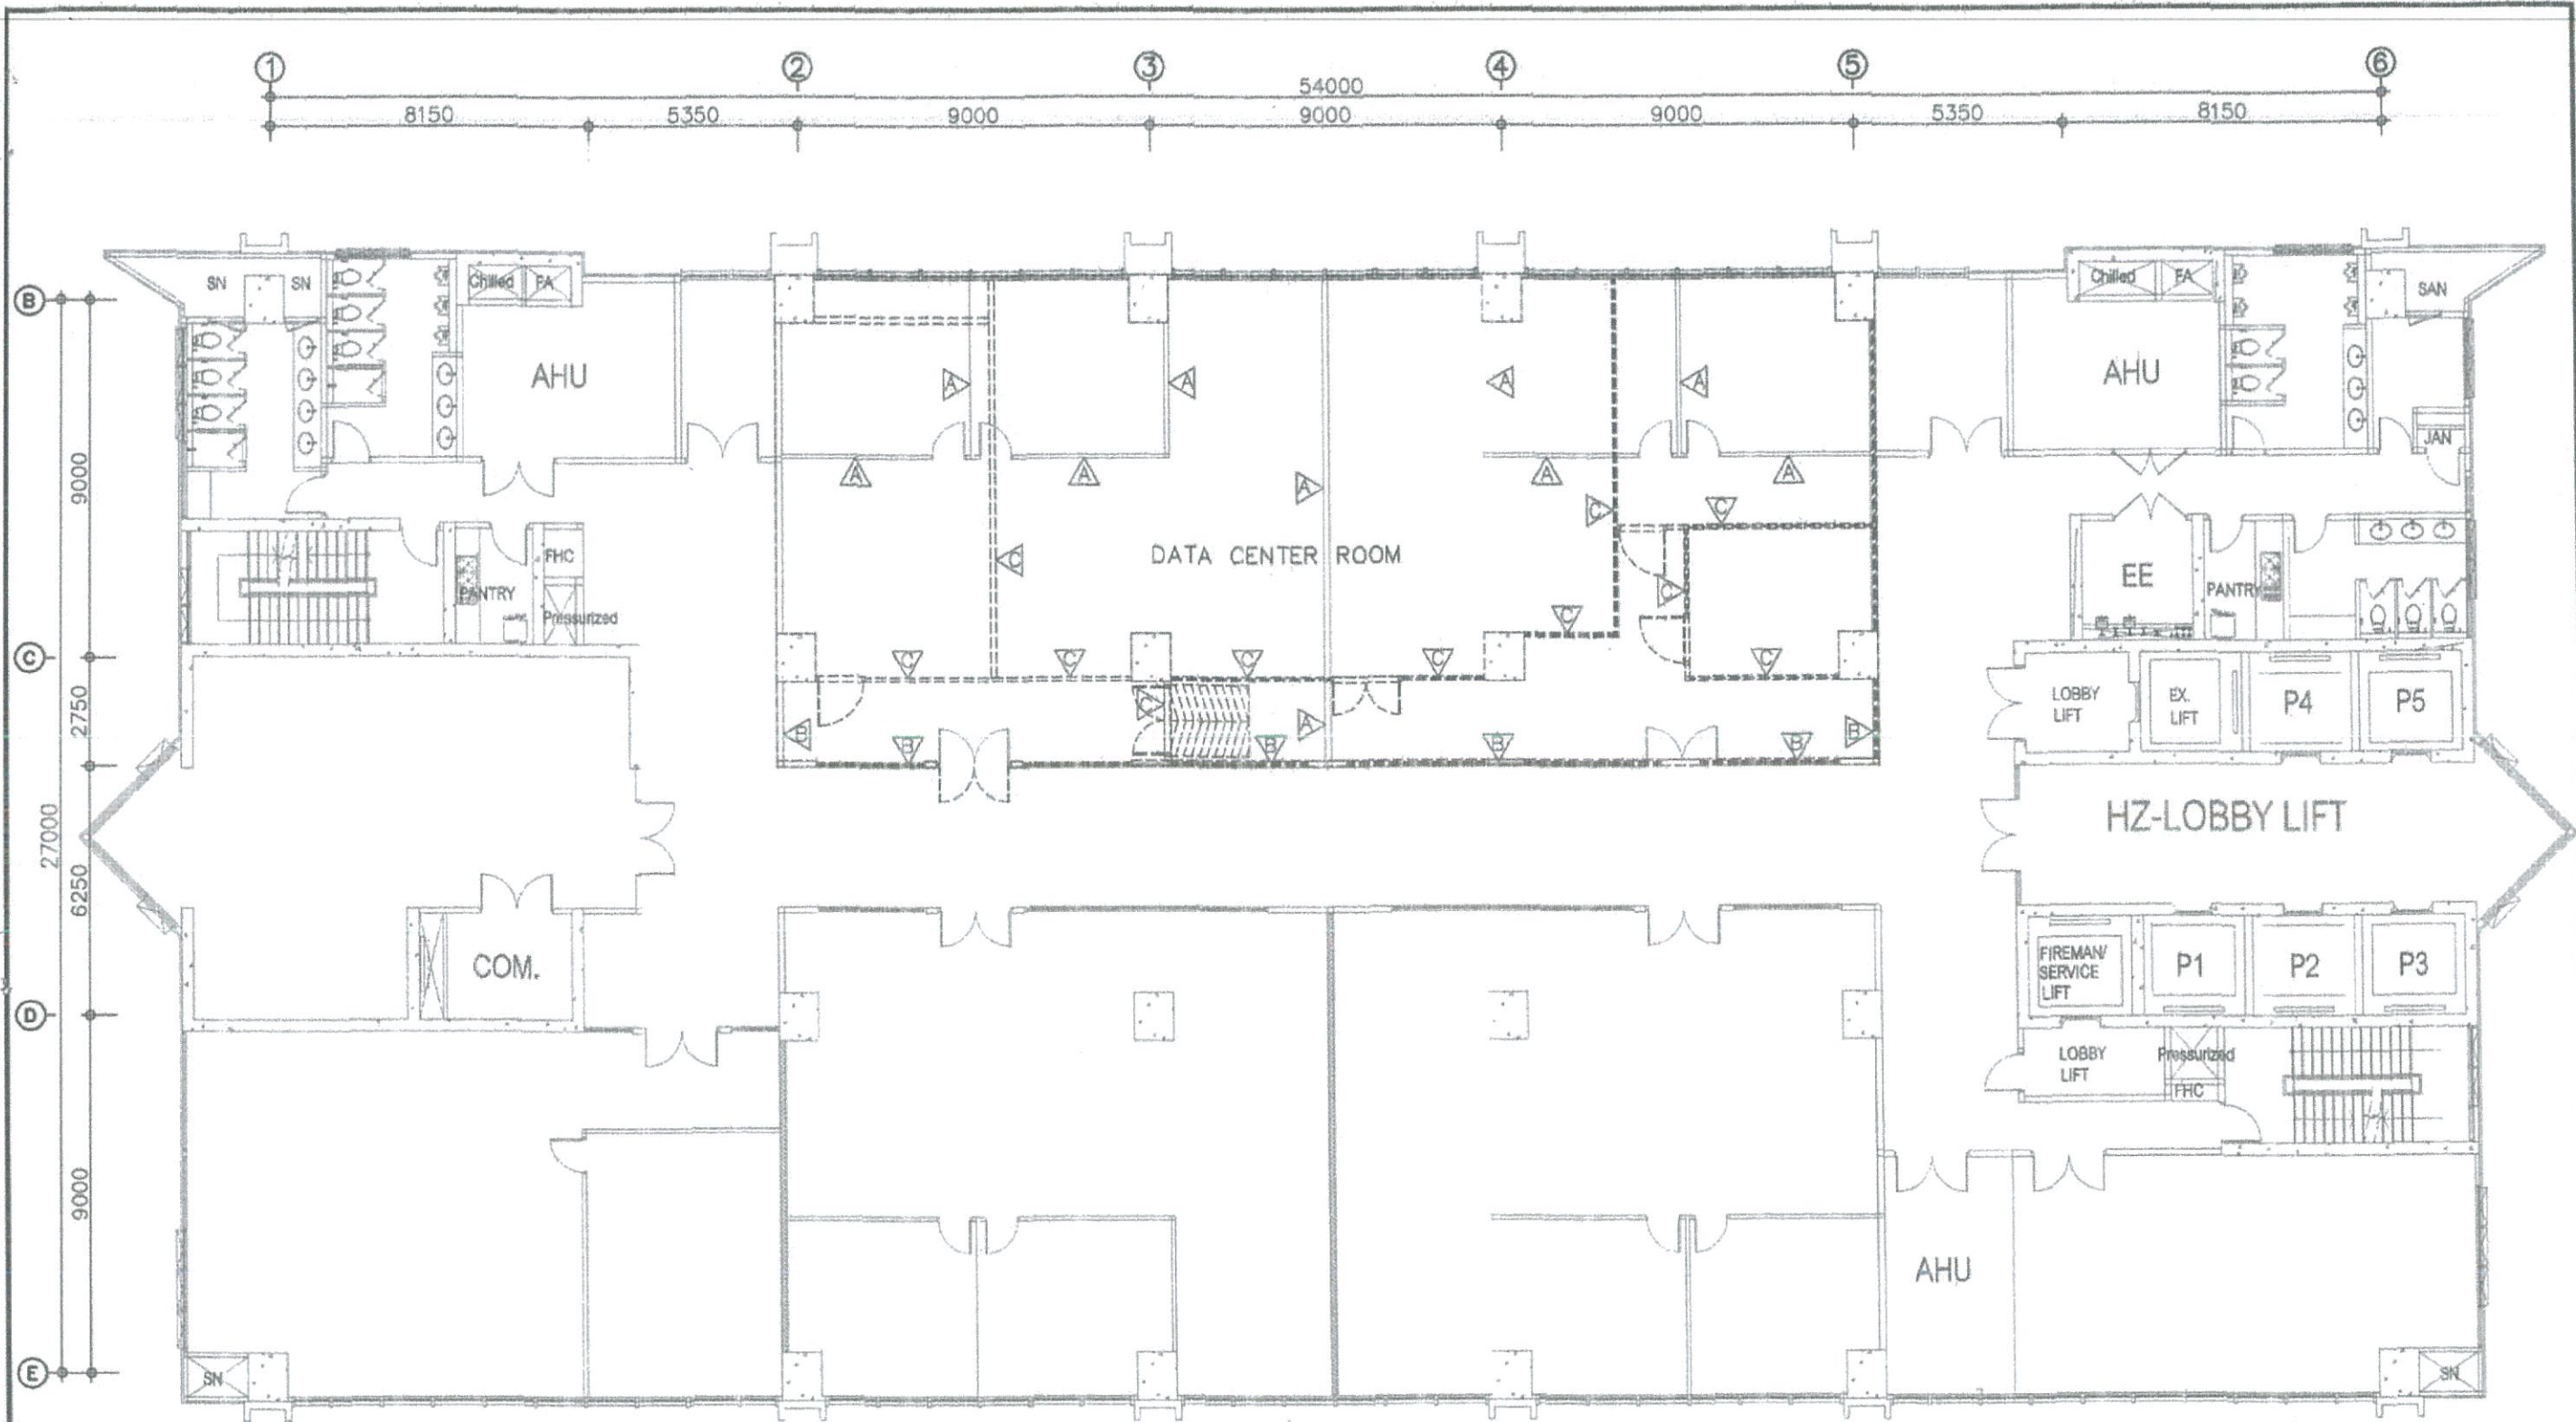 1 2 3 4 5 6
54000
8150 5350 9000 9000 9000 5350 8150
B
SN SN Chilled FA Chilled FA SAN
AHU AHU
A A A A
JAN
9000
A A A A A
C C
FHC
DATA CENTER ROOM
C
EE
PANTRY PANTRY
C
Pressurized
C
C
C C C C C
2750
LOBBY LIFT
EX. LIFT
P4 P5
C
B B A B B B B
HZ-LOBBY LIFT
27000
6250
COM.
FIREMAN/
SERVICE
LIFT
P1 P2 P3
D
LOBBY
LIFT
Pressurized
FHC
9000
AHU
E
SN SN